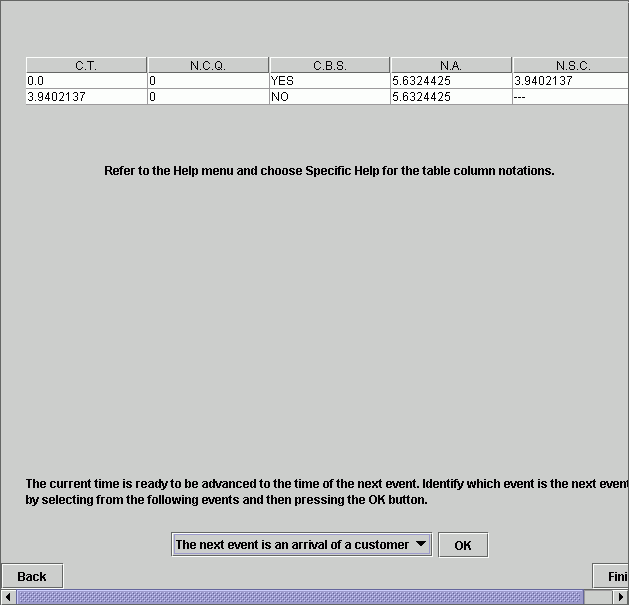 C.T. N.C.Q. C.B.S. N.A. N.S.C.
0.0 0 YES 5.6324425 3.9402137
3.9402137 0 NO 5.6324425 ---
Refer to the Help menu and choose Specific Help for the table column notations.
The current time is ready to be advanced to the time of the next event. Identify which event is the next event
by selecting from the following events and then pressing the OK button.
The next event is an arrival of a customer OK
Back Fini